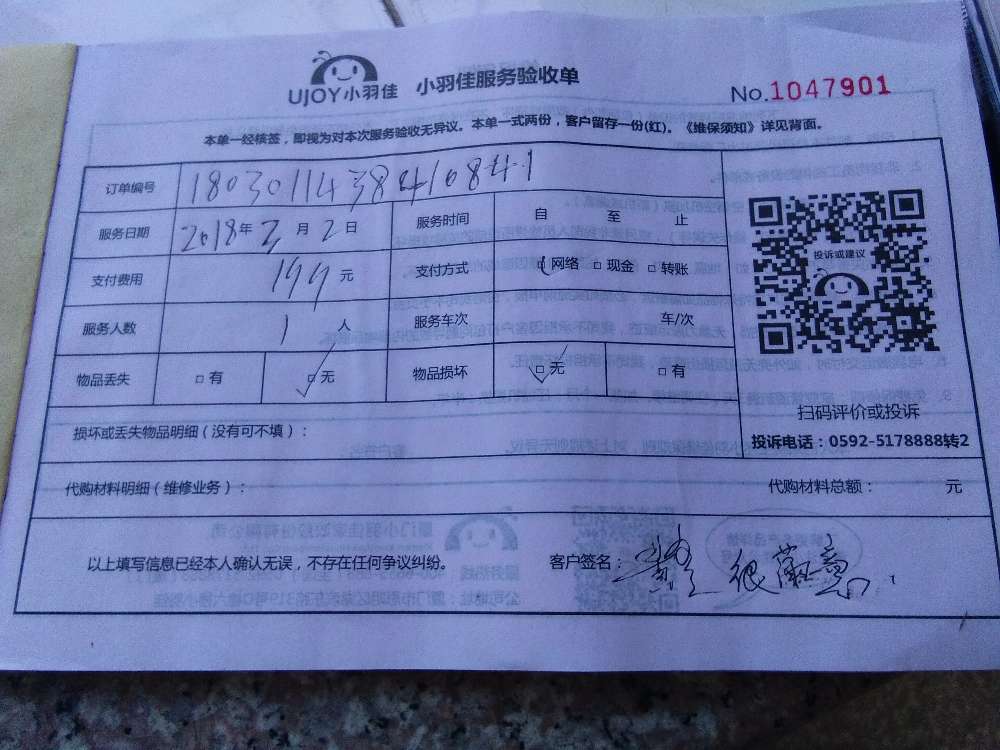 UJOY小羽佳 小羽佳服务验收单 No.1047901
本单一经核签，即视为对本次服务验收无异议。本单一式两份，客户留存一份(红)。《维保须知》详见背面。
订单编号
服务日期 2018年 月2日 服务时间 自 至 止
投诉或建议
支付费用 199元 支付方式 □网络 □现金 □转账
服务人数 1人 服务车次 车/次
物品丢失 □有 □无 物品损坏 □无 □有
扫码评价或投诉
损坏或丢失物品明细（没有可不填）：
投诉电话：0592-5178888转2
代购材料明细（维修业务）： 代购材料总额： 元
以上填写信息已经本人确认无误，不存在任何争议纠纷。 客户签名： 很满意